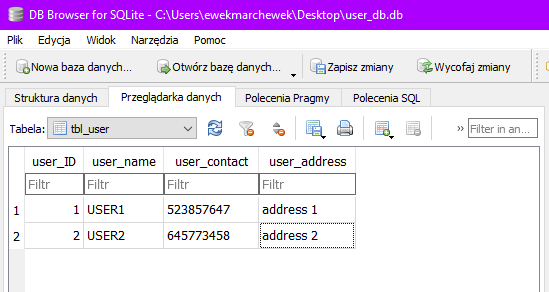 DB Browser for SQLite - C:\Users\ewekmarchewek\Desktop\user_db.db
Plik Edycja Widok Narzędzia Pomoc
Nowa baza danych... Otwórz bazę danych... Zapisz zmiany Wycofaj zmiany
Struktura danych Przeglądarka danych Polecenia Pragmy Polecenia SQL
Tabela: tbl_user » Filter in an...
user_ID user_name user_contact user_address
Filtr Filtr Filtr Filtr
1 1 USER1 523857647 address 1
2 2 USER2 645773458 address 2